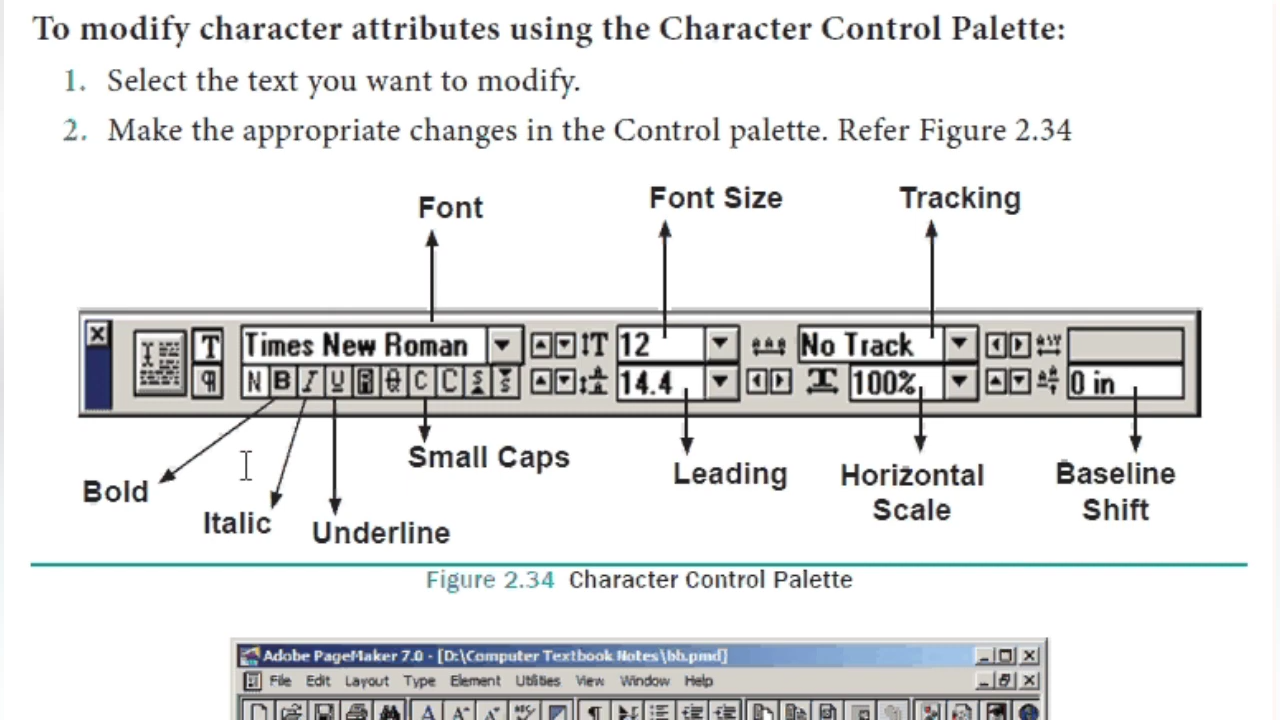 To modify character attributes using the Character Control Palette:
1. Select the text you want to modify.
2. Make the appropriate changes in the Control palette. Refer Figure 2.34
Font
Font Size
Tracking
T Times New Roman 12 No Track
¶ N B I U C C 14.4 100% 0 in
Bold
Italic
Underline
Small Caps
Leading
Horizontal
Scale
Baseline
Shift
Figure 2.34 Character Control Palette
Adobe PageMaker 7.0 - [D:\Computer Textbook Notes\bh.pmd]
File Edit Layout Type Element Utilities View Window Help